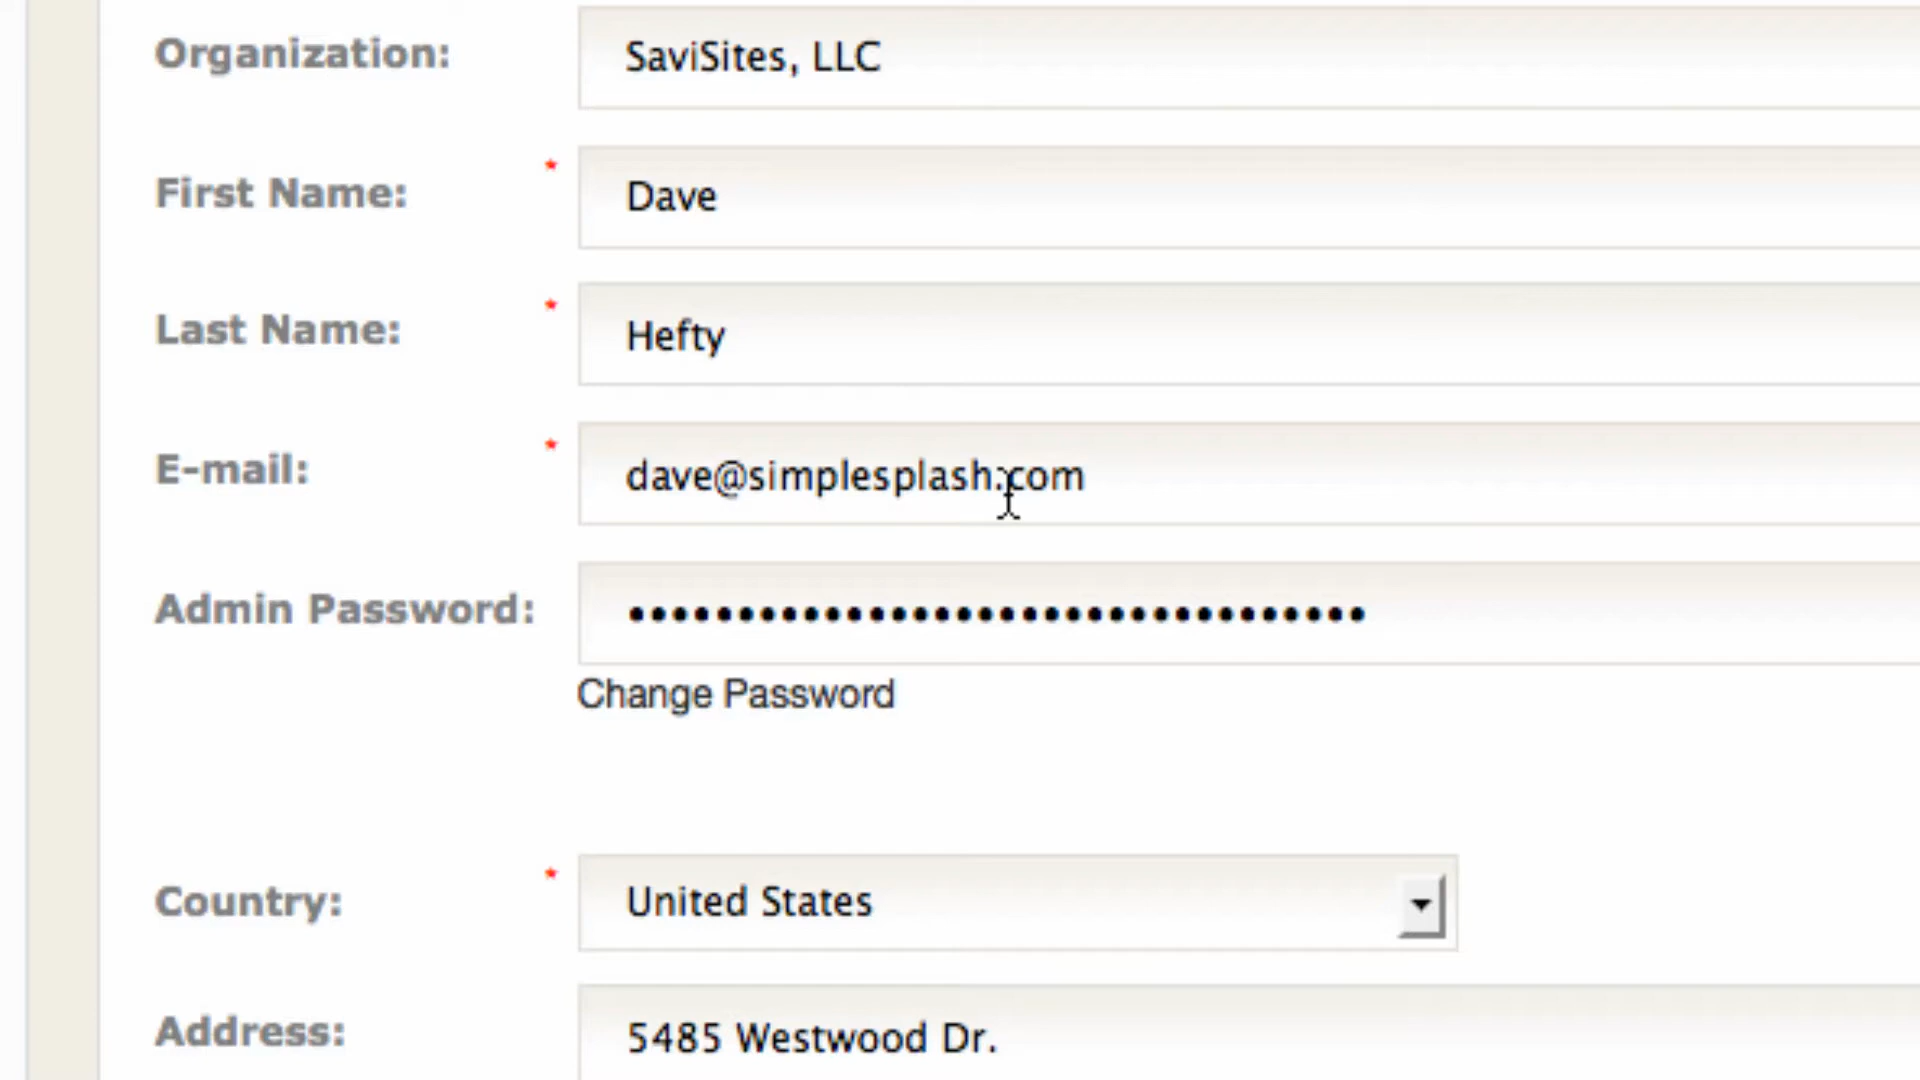 Organization: SaviSites, LLC
First Name: * Dave
Last Name: * Hefty
E-mail: * dave@simplesplash.com
Admin Password: ••••••••••••••••••••••••••••••••••
Change Password
Country: * United States
Address: 5485 Westwood Dr.